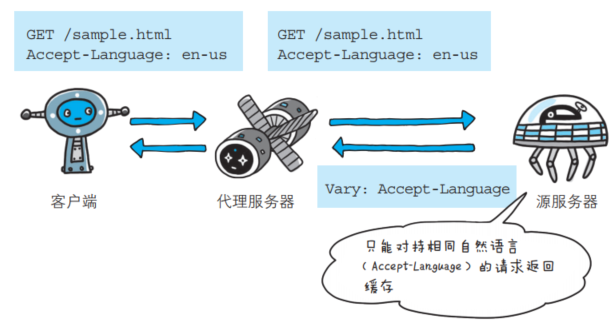 GET /sample.html
Accept-Language: en-us
GET /sample.html
Accept-Language: en-us
客户端
代理服务器
Vary: Accept-Language
源服务器
只能对持相同自然语言
(Accept-Language)的请求返回
缓存